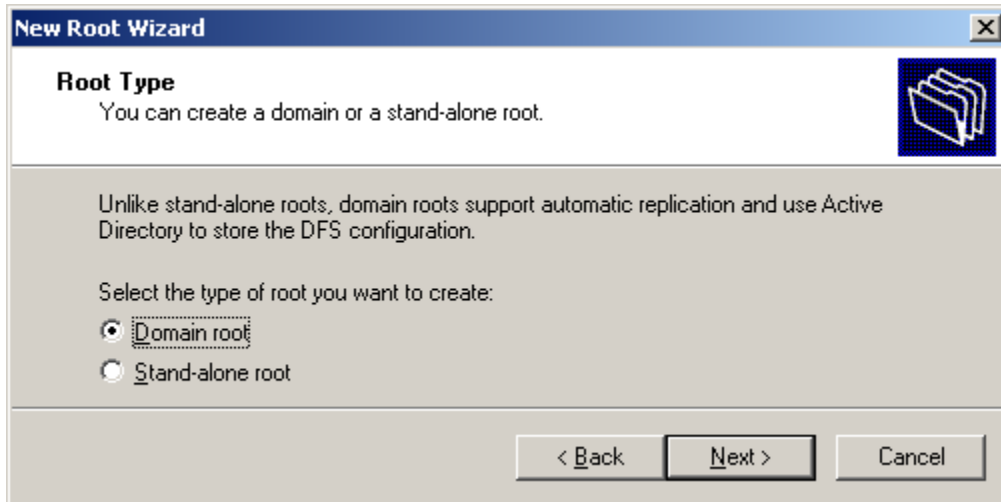 New Root Wizard
Root Type
You can create a domain or a stand-alone root.
Unlike stand-alone roots, domain roots support automatic replication and use Active
Directory to store the DFS configuration.
Select the type of root you want to create:
Domain root
Stand-alone root
< Back
Next >
Cancel